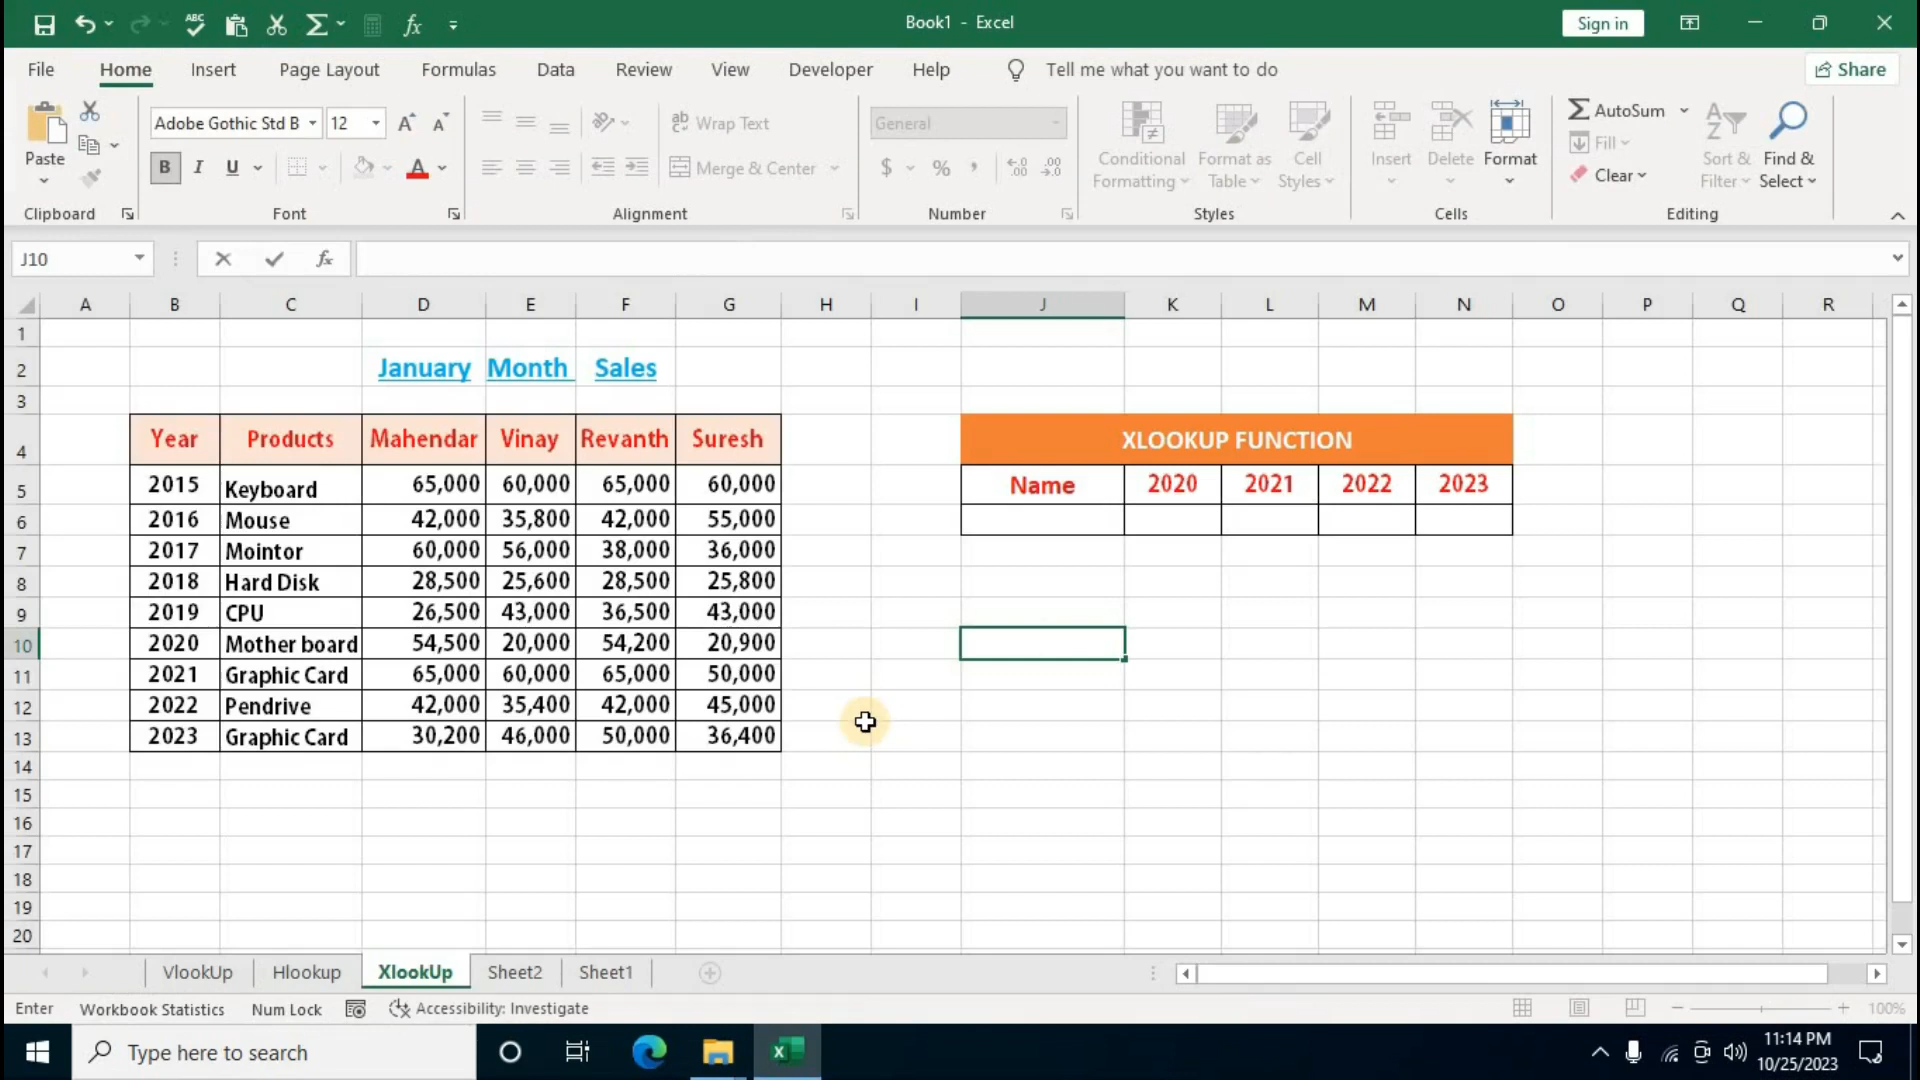 Book1 - Excel
Sign in
File Home Insert Page Layout Formulas Data Review View Developer Help Tell me what you want to do Share
Paste
Clipboard
Adobe Gothic Std B 12
B I U A
Font
ab Wrap Text
Merge & Center
Alignment
General
$ % , .00
Number
Conditional Formatting
Format as Table
Cell Styles
Styles
Insert Delete Format
Cells
AutoSum
Fill
Clear
Sort & Filter
Find & Select
Editing
J10 fx
A B C D E F G H I J K L M N O P Q R
1
2 January Month Sales
3
4 Year Products Mahendar Vinay Revanth Suresh XLOOKUP FUNCTION
5 2015 Keyboard 65,000 60,000 65,000 60,000 Name 2020 2021 2022 2023
6 2016 Mouse 42,000 35,800 42,000 55,000
7 2017 Mointor 60,000 56,000 38,000 36,000
8 2018 Hard Disk 28,500 25,600 28,500 25,800
9 2019 CPU 26,500 43,000 36,500 43,000
10 2020 Mother board 54,500 20,000 54,200 20,900
11 2021 Graphic Card 65,000 60,000 65,000 50,000
12 2022 Pendrive 42,000 35,400 42,000 45,000
13 2023 Graphic Card 30,200 46,000 50,000 36,400
14
15
16
17
18
19
20
VlookUp Hlookup XlookUp Sheet2 Sheet1
Enter Workbook Statistics Num Lock Accessibility: Investigate 100%
Type here to search
11:14 PM
10/25/2023